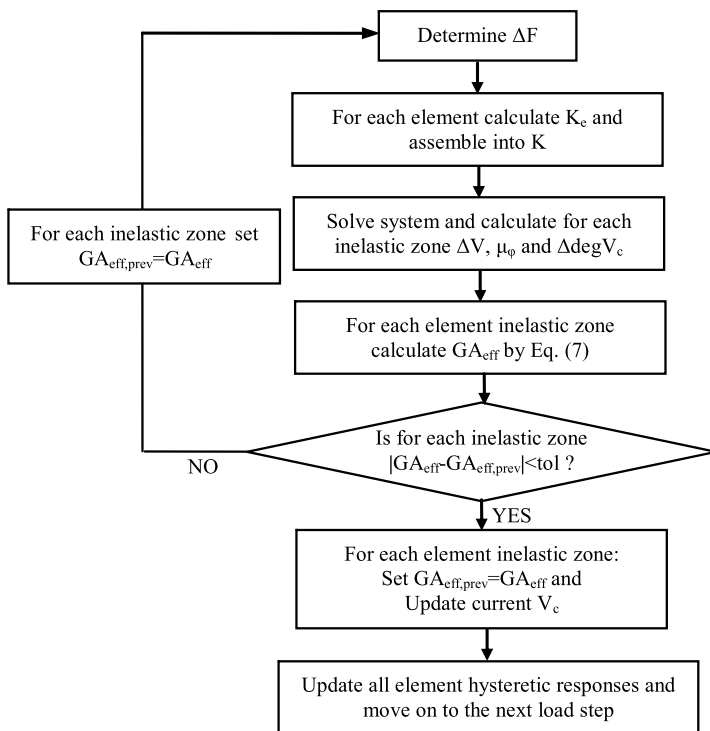 Determine ΔF
For each element calculate Ke and
assemble into K
Solve system and calculate for each
inelastic zone ΔV, μφ and ΔdegVc
For each inelastic zone set
GAeff,prev=GAeff
For each element inelastic zone
calculate GAeff by Eq. (7)
Is for each inelastic zone
|GAeff-GAeff,prev|<tol ?
NO
YES
For each element inelastic zone:
Set GAeff,prev=GAeff and
Update current Vc
Update all element hysteretic responses and
move on to the next load step